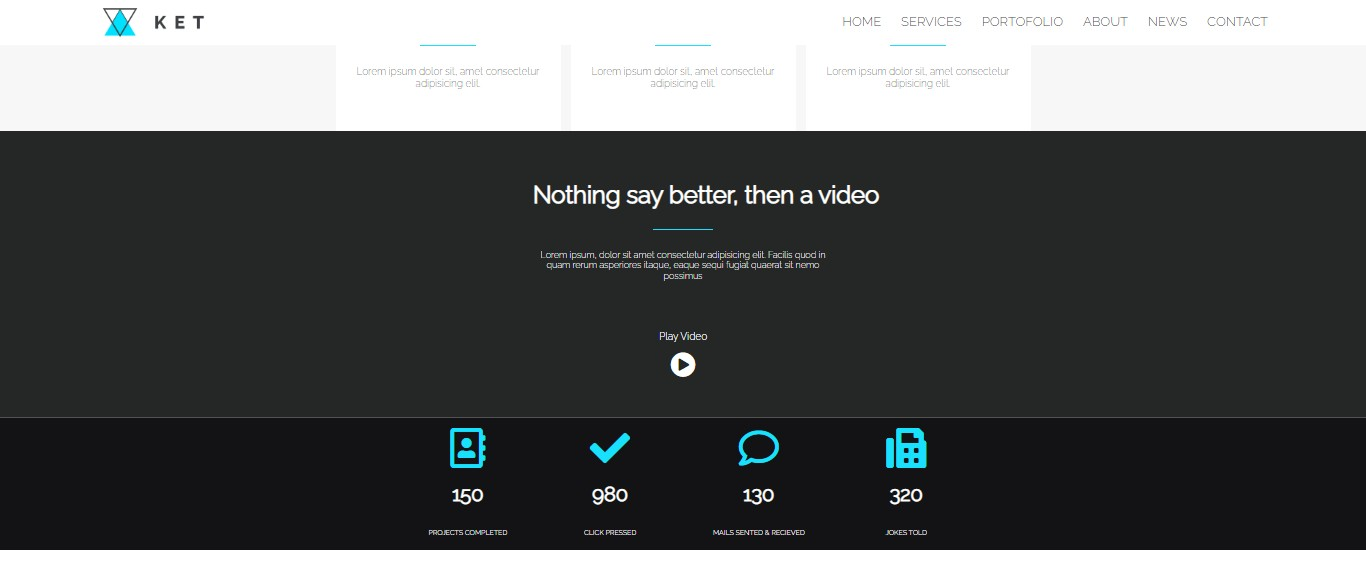 KET
HOME SERVICES PORTOFOLIO ABOUT NEWS CONTACT
Lorem ipsum dolor sit, amet consectetur
adipisicing elit.
Lorem ipsum dolor sit, amet consectetur
adipisicing elit.
Lorem ipsum dolor sit, amet consectetur
adipisicing elit.
Nothing say better, then a video
Lorem ipsum, dolor sit amet consectetur adipisicing elit. Facilis quod in
quam rerum asperiores itaque, eaque sequi fugiat quaerat sit nemo
possimus
Play Video
150
PROJECTS COMPLETED
980
CLICK PRESSED
130
MAILS SENTED & RECIEVED
320
JOKES TOLD